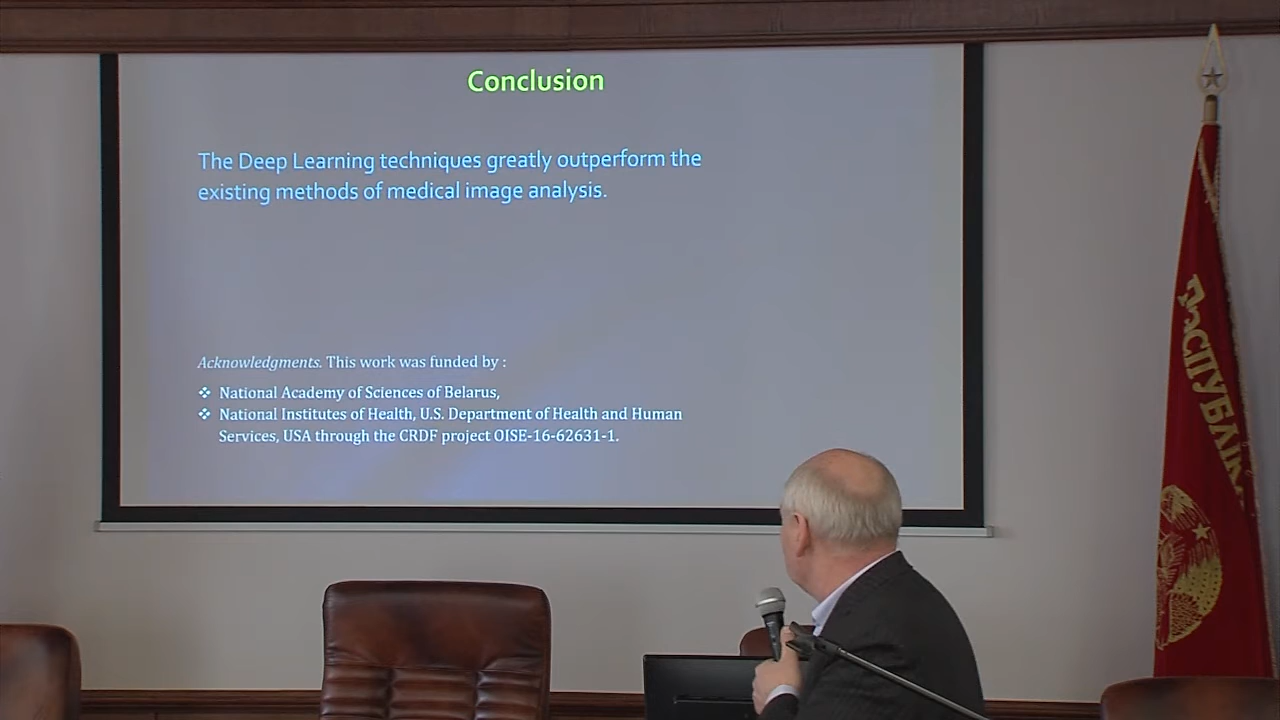 Conclusion
The Deep Learning techniques greatly outperform the
existing methods of medical image analysis.
Acknowledgments. This work was funded by :
❖ National Academy of Sciences of Belarus,
❖ National Institutes of Health, U.S. Department of Health and Human
Services, USA through the CRDF project OISE-16-62631-1.